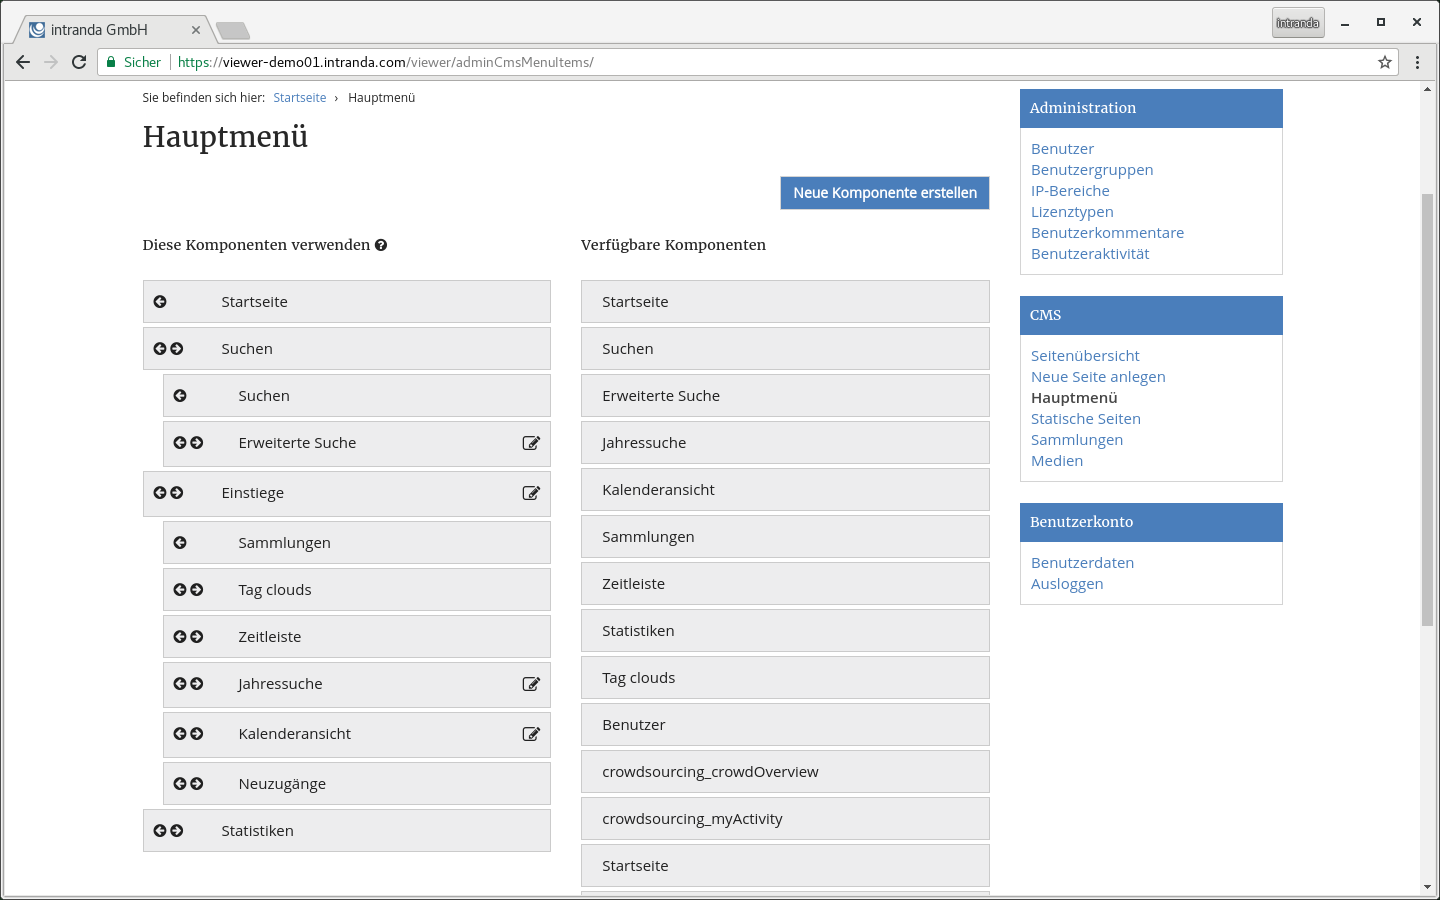 intranda GmbH
intranda
Sicher
https://viewer-demo01.intranda.com/viewer/adminCmsMenuItems/
Sie befinden sich hier: Startseite › Hauptmenü
Hauptmenü
Neue Komponente erstellen
Diese Komponenten verwenden
Startseite
Suchen
Suchen
Erweiterte Suche
Einstiege
Sammlungen
Tag clouds
Zeitleiste
Jahressuche
Kalenderansicht
Neuzugänge
Statistiken
Verfügbare Komponenten
Startseite
Suchen
Erweiterte Suche
Jahressuche
Kalenderansicht
Sammlungen
Zeitleiste
Statistiken
Tag clouds
Benutzer
crowdsourcing_crowdOverview
crowdsourcing_myActivity
Startseite
Administration
Benutzer
Benutzergruppen
IP-Bereiche
Lizenztypen
Benutzerkommentare
Benutzeraktivität
CMS
Seitenübersicht
Neue Seite anlegen
Hauptmenü
Statische Seiten
Sammlungen
Medien
Benutzerkonto
Benutzerdaten
Ausloggen